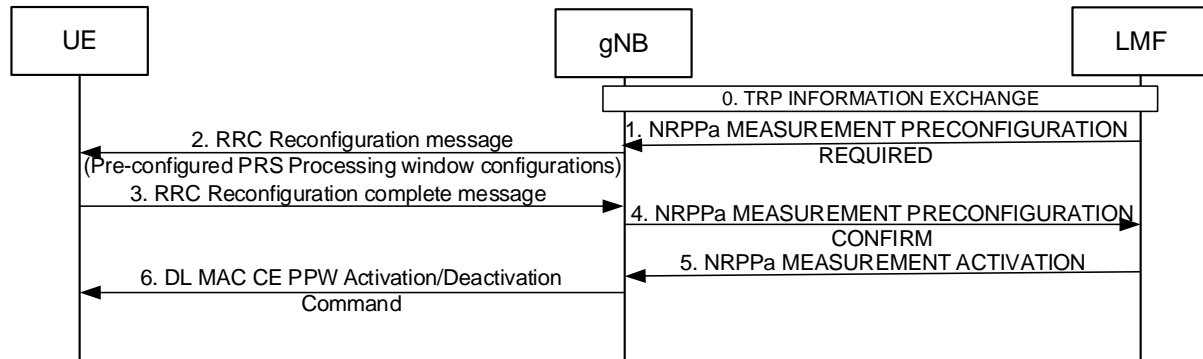 UE
gNB
LMF
0. TRP INFORMATION EXCHANGE
1. NRPPa MEASUREMENT PRECONFIGURATION
REQUIRED
2. RRC Reconfiguration message
(Pre-configured PRS Processing window configurations)
3. RRC Reconfiguration complete message
4. NRPPa MEASUREMENT PRECONFIGURATION
CONFIRM
5. NRPPa MEASUREMENT ACTIVATION
6. DL MAC CE PPW Activation/Deactivation
Command